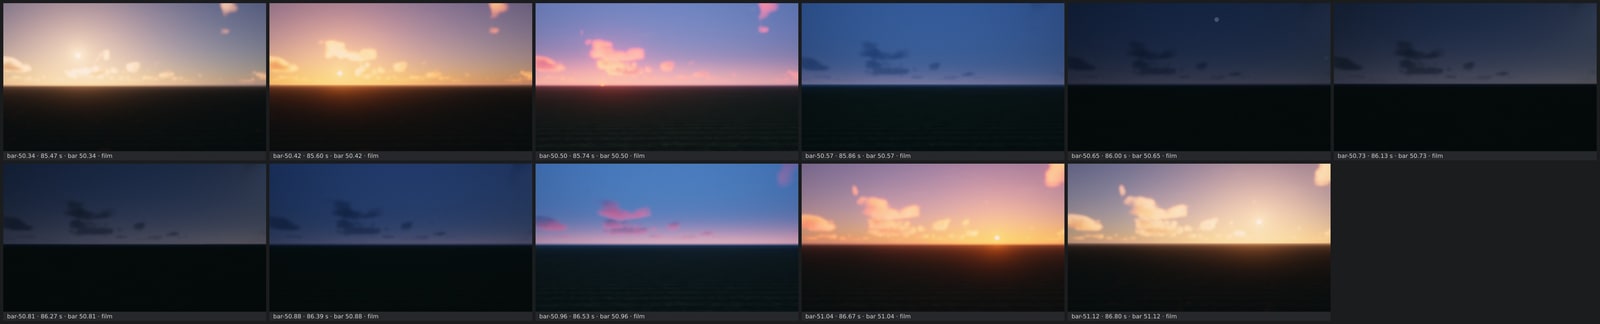 bar-50.34 · 85.47 s · bar 50.34 · film
bar-50.42 · 85.60 s · bar 50.42 · film
bar-50.50 · 85.74 s · bar 50.50 · film
bar-50.57 · 85.86 s · bar 50.57 · film
bar-50.65 · 86.00 s · bar 50.65 · film
bar-50.73 · 86.13 s · bar 50.73 · film
bar-50.81 · 86.27 s · bar 50.81 · film
bar-50.88 · 86.39 s · bar 50.88 · film
bar-50.96 · 86.53 s · bar 50.96 · film
bar-51.04 · 86.67 s · bar 51.04 · film
bar-51.12 · 86.80 s · bar 51.12 · film